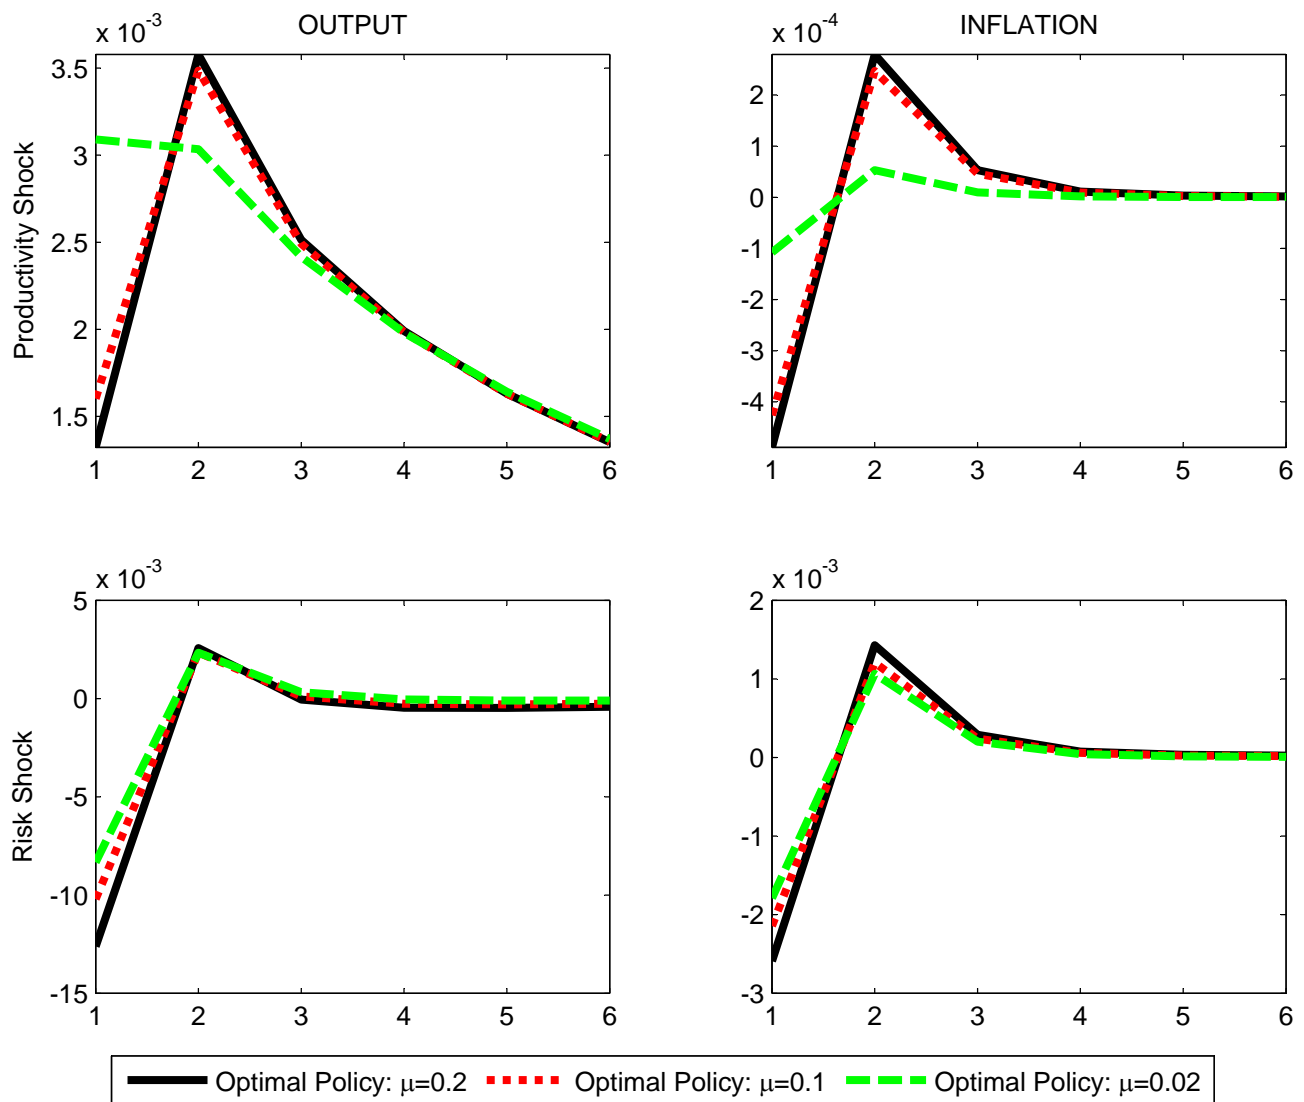 OUTPUT
INFLATION
x 10^-3
x 10^-4
Productivity Shock
3.5
3
2.5
2
1.5
1 2 3 4 5 6
2
1
0
-1
-2
-3
-4
1 2 3 4 5 6
x 10^-3
x 10^-3
Risk Shock
5
0
-5
-10
-15
1 2 3 4 5 6
2
1
0
-1
-2
-3
1 2 3 4 5 6
Optimal Policy: μ=0.2 Optimal Policy: μ=0.1 Optimal Policy: μ=0.02